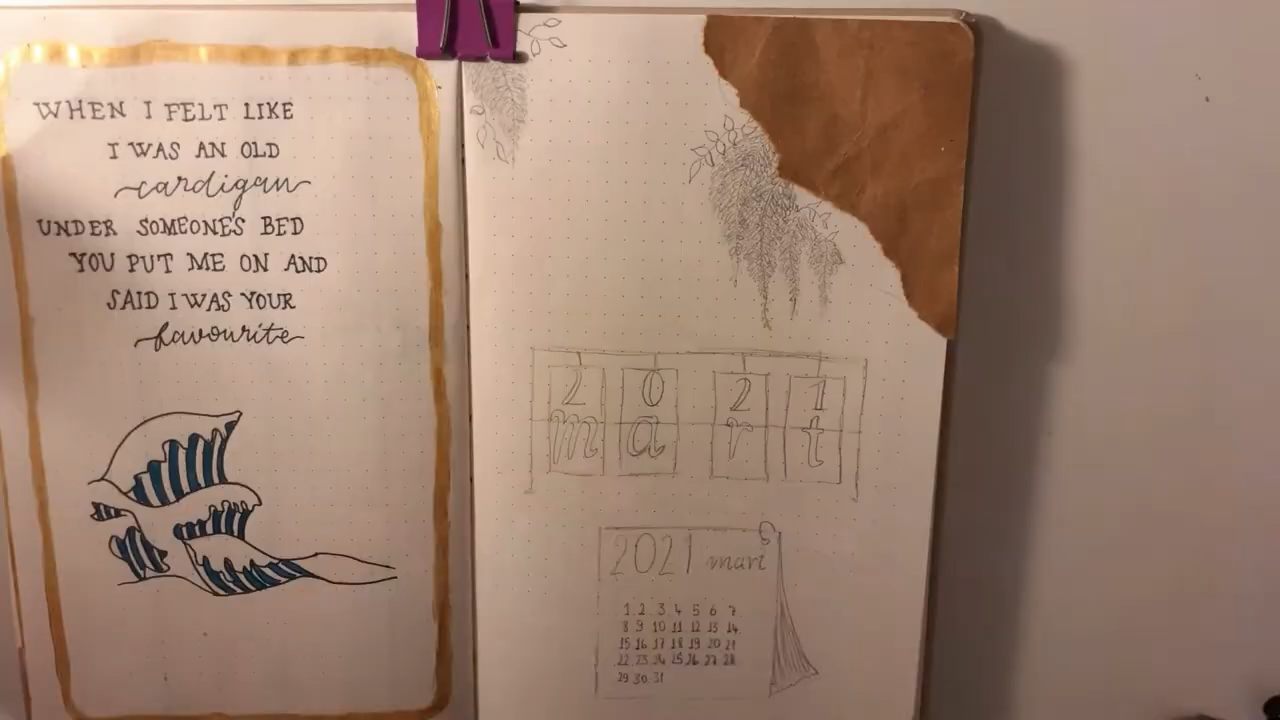 WHEN I FELT LIKE
I WAS AN OLD
cardigan
UNDER SOMEONE'S BED
YOU PUT ME ON AND
SAID I WAS YOUR
favourite
2 0 2 1
m a r t
2021 mart
1 2 3 4 5 6 7
8 9 10 11 12 13 14
15 16 17 18 19 20 21
22 23 24 25 26 27 28
29 30 31